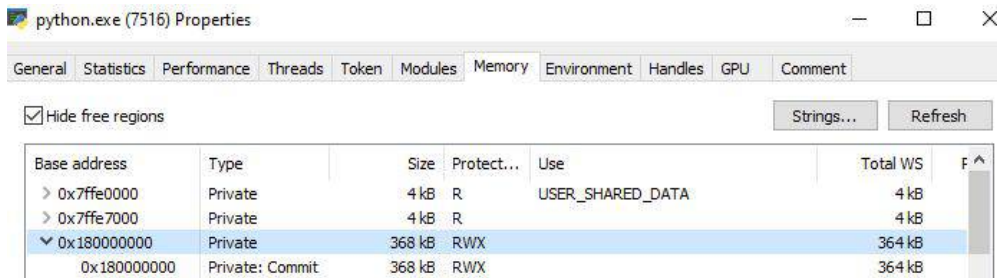 python.exe (7516) Properties
General Statistics Performance Threads Token Modules Memory Environment Handles GPU Comment
Hide free regions Strings... Refresh
Base address Type Size Protect... Use Total WS
0x7ffe0000 Private 4 kB R USER_SHARED_DATA 4 kB
0x7ffe7000 Private 4 kB R 4 kB
0x180000000 Private 368 kB RWX 364 kB
0x180000000 Private: Commit 368 kB RWX 364 kB